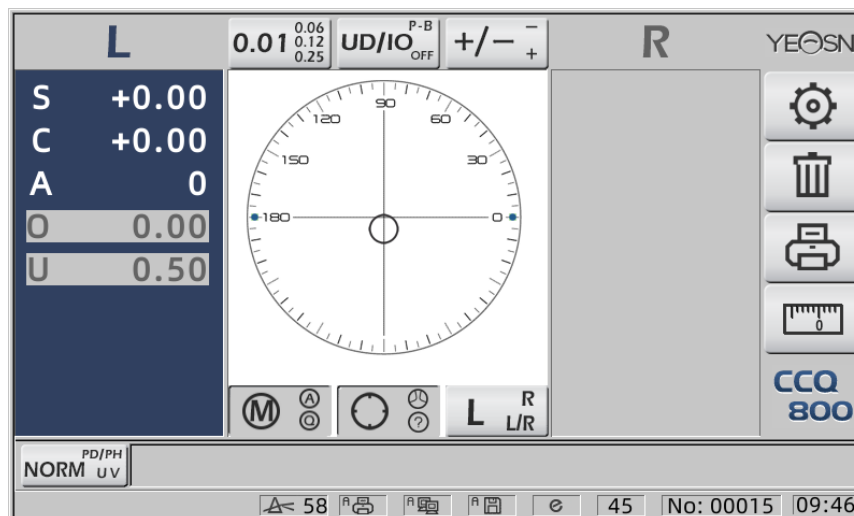 L
0.01 0.06
0.12
0.25
UD/IO P-B
OFF
+/− −
+
R
YEOSN
S +0.00
C +0.00
A 0
O 0.00
U 0.50
90
120
60
150
30
180
0
0
M A
Q
?
L R
L/R
CCQ
800
NORM PD/PH
UV
58
A
A
A
e
45
No: 00015
09:46